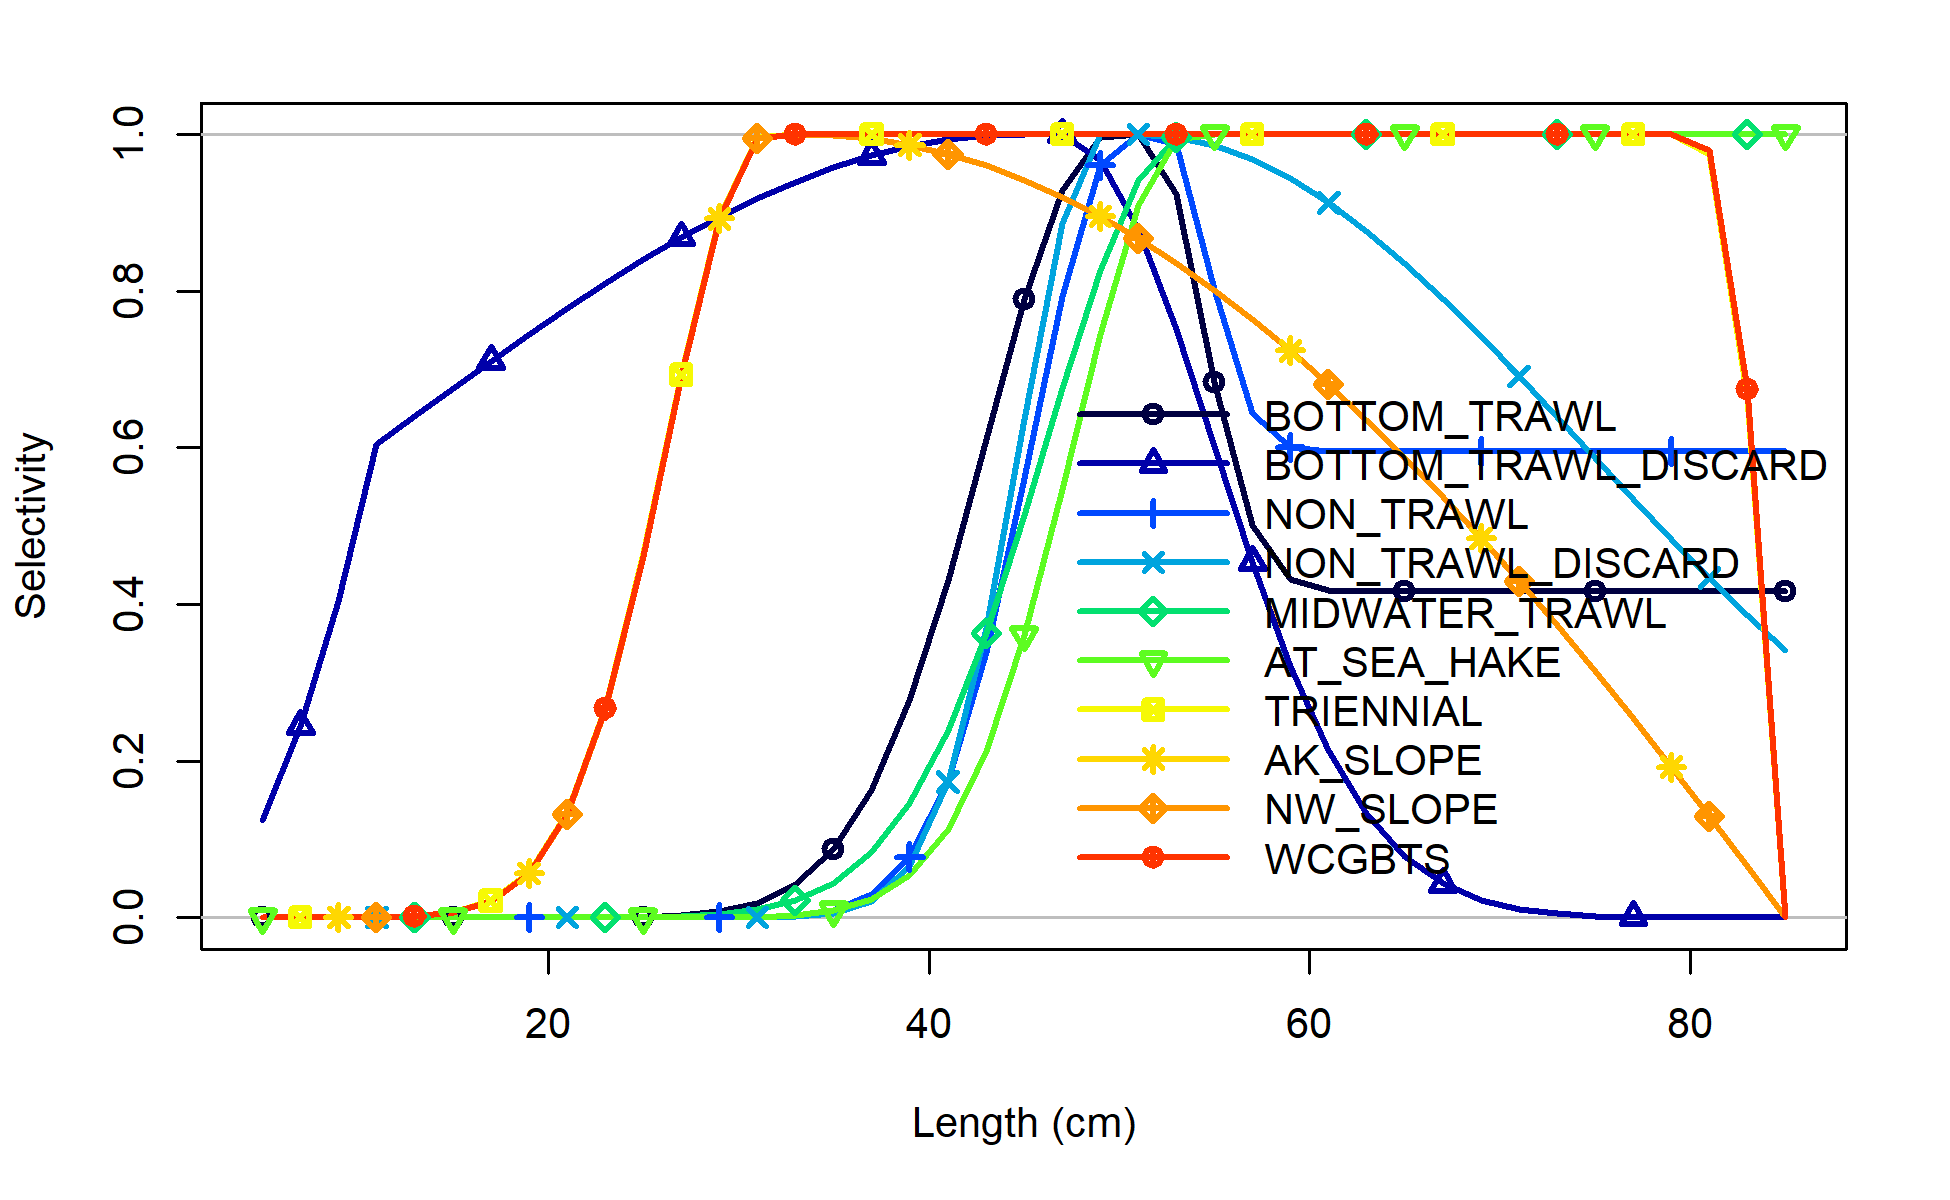 1.0
0.8
0.6
0.4
0.2
0.0
Selectivity
BOTTOM_TRAWL
BOTTOM_TRAWL_DISCARD
NON_TRAWL
NON_TRAWL_DISCARD
MIDWATER_TRAWL
AT_SEA_HAKE
TRIENNIAL
AK_SLOPE
NW_SLOPE
WCGBTS
20 40 60 80
Length (cm)